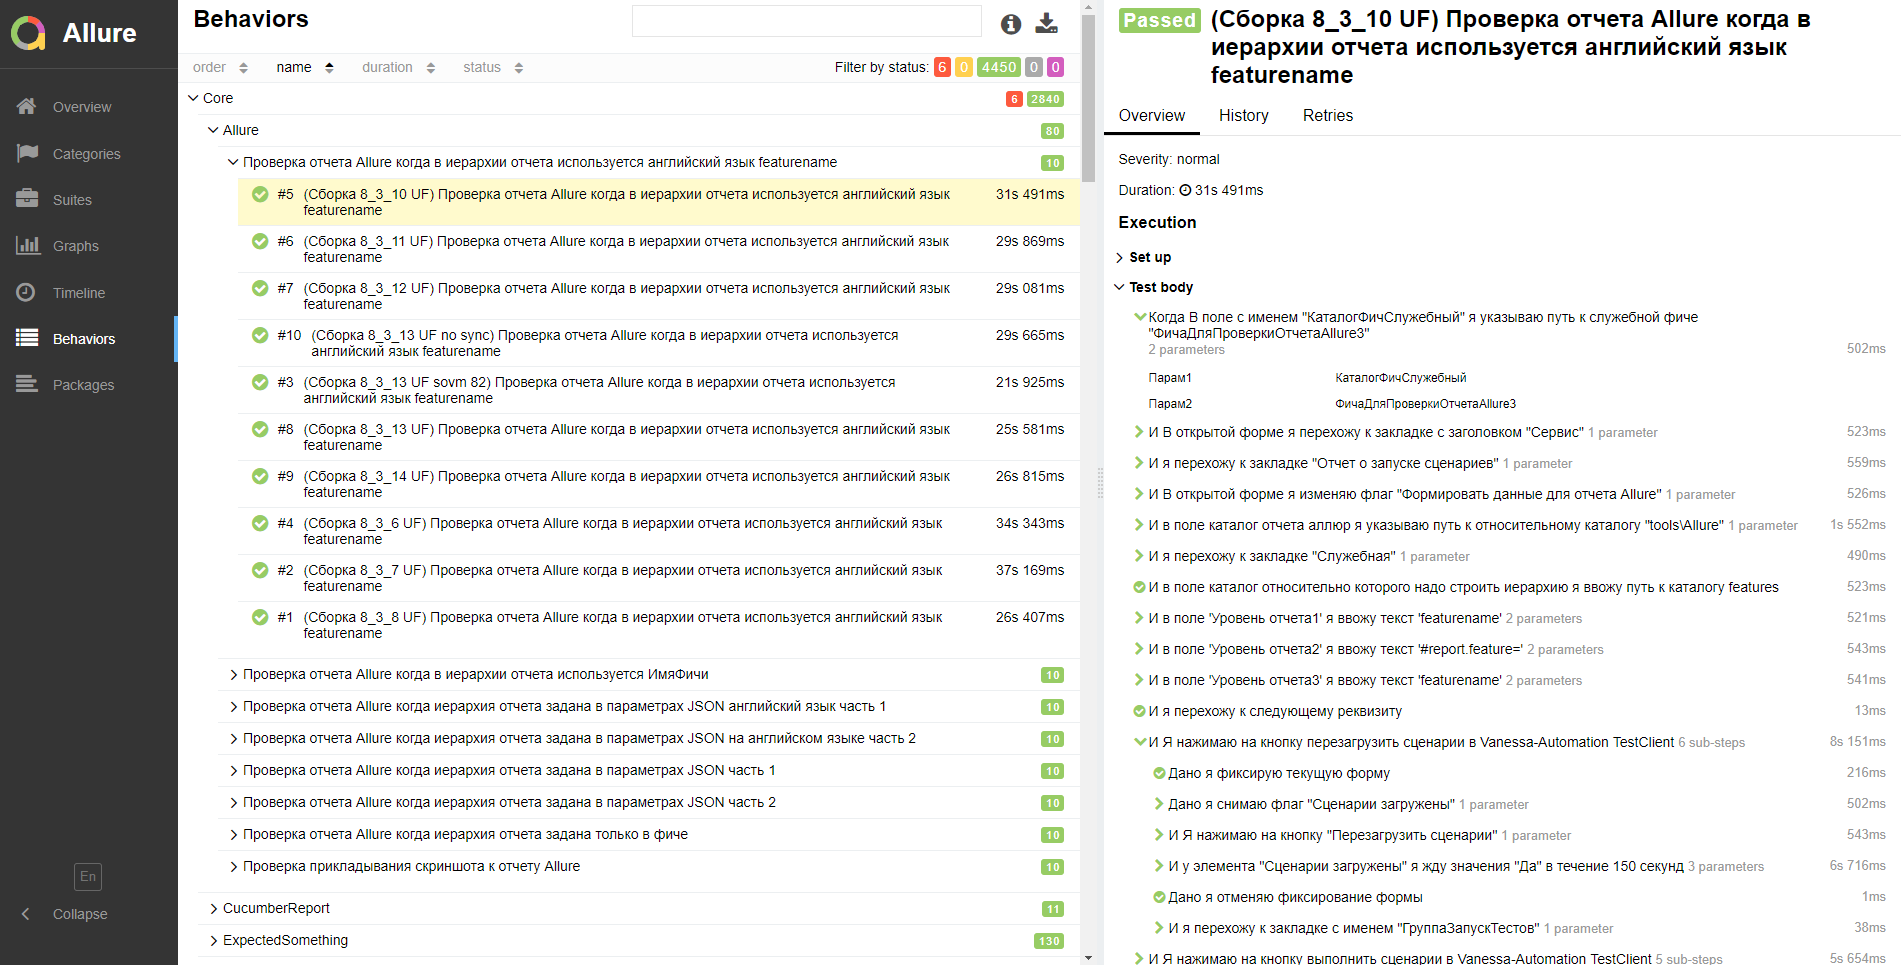 Allure
Overview
Categories
Suites
Graphs
Timeline
Behaviors
Packages
En
Collapse
Behaviors
order name duration status Filter by status: 6 0 4450 0 0
Core 6 2840
Allure 80
Проверка отчета Allure когда в иерархии отчета используется английский язык featurename 10
#5 (Сборка 8_3_10 UF) Проверка отчета Allure когда в иерархии отчета используется английский язык 31s 491ms
featurename
#6 (Сборка 8_3_11 UF) Проверка отчета Allure когда в иерархии отчета используется английский язык 29s 869ms
featurename
#7 (Сборка 8_3_12 UF) Проверка отчета Allure когда в иерархии отчета используется английский язык 29s 081ms
featurename
#10 (Сборка 8_3_13 UF no sync) Проверка отчета Allure когда в иерархии отчета используется 29s 665ms
английский язык featurename
#3 (Сборка 8_3_13 UF sovm 82) Проверка отчета Allure когда в иерархии отчета используется 21s 925ms
английский язык featurename
#8 (Сборка 8_3_13 UF) Проверка отчета Allure когда в иерархии отчета используется английский язык 25s 581ms
featurename
#9 (Сборка 8_3_14 UF) Проверка отчета Allure когда в иерархии отчета используется английский язык 26s 815ms
featurename
#4 (Сборка 8_3_6 UF) Проверка отчета Allure когда в иерархии отчета используется английский язык 34s 343ms
featurename
#2 (Сборка 8_3_7 UF) Проверка отчета Allure когда в иерархии отчета используется английский язык 37s 169ms
featurename
#1 (Сборка 8_3_8 UF) Проверка отчета Allure когда в иерархии отчета используется английский язык 26s 407ms
featurename
Проверка отчета Allure когда в иерархии отчета используется ИмяФичи 10
Проверка отчета Allure когда иерархия отчета задана в параметрах JSON английский язык часть 1 10
Проверка отчета Allure когда иерархия отчета задана в параметрах JSON на английском языке часть 2 10
Проверка отчета Allure когда иерархия отчета задана в параметрах JSON часть 1 10
Проверка отчета Allure когда иерархия отчета задана в параметрах JSON часть 2 10
Проверка отчета Allure когда иерархия отчета задана только в фиче 10
Проверка прикладывания скриншота к отчету Allure 10
CucumberReport 11
ExpectedSomething 130
Passed (Сборка 8_3_10 UF) Проверка отчета Allure когда в
иерархии отчета используется английский язык
featurename
Overview History Retries
Severity: normal
Duration: 31s 491ms
Execution
Set up
Test body
Когда В поле с именем "КаталогФичСлужебный" я указываю путь к служебной фиче
"ФичаДляПроверкиОтчетаAllure3"
2 parameters 502ms
Парам1 КаталогФичСлужебный
Парам2 ФичаДляПроверкиОтчетаAllure3
И В открытой форме я перехожу к закладке с заголовком "Сервис" 1 parameter 523ms
И я перехожу к закладке "Отчет о запуске сценариев" 1 parameter 559ms
И В открытой форме я изменяю флаг "Формировать данные для отчета Allure" 1 parameter 526ms
И в поле каталог отчета аллюр я указываю путь к относительному каталогу "tools\Allure" 1 parameter 1s 552ms
И я перехожу к закладке "Служебная" 1 parameter 490ms
И в поле каталог относительно которого надо строить иерархию я ввожу путь к каталогу features 523ms
И в поле 'Уровень отчета1' я ввожу текст 'featurename' 2 parameters 521ms
И в поле 'Уровень отчета2' я ввожу текст '#report.feature=' 2 parameters 543ms
И в поле 'Уровень отчета3' я ввожу текст 'featurename' 2 parameters 541ms
И я перехожу к следующему реквизиту 13ms
И Я нажимаю на кнопку перезагрузить сценарии в Vanessa-Automation TestClient 6 sub-steps 8s 151ms
Дано я фиксирую текущую форму 216ms
Дано я снимаю флаг "Сценарии загружены" 1 parameter 502ms
И Я нажимаю на кнопку "Перезагрузить сценарии" 1 parameter 543ms
И у элемента "Сценарии загружены" я жду значения "Да" в течение 150 секунд 3 parameters 6s 716ms
Дано я отменяю фиксирование формы 1ms
И я перехожу к закладке с именем "ГруппаЗапускТестов" 1 parameter 38ms
И Я нажимаю на кнопку выполнить сценарии в Vanessa-Automation TestClient 5 sub-steps 5s 654ms